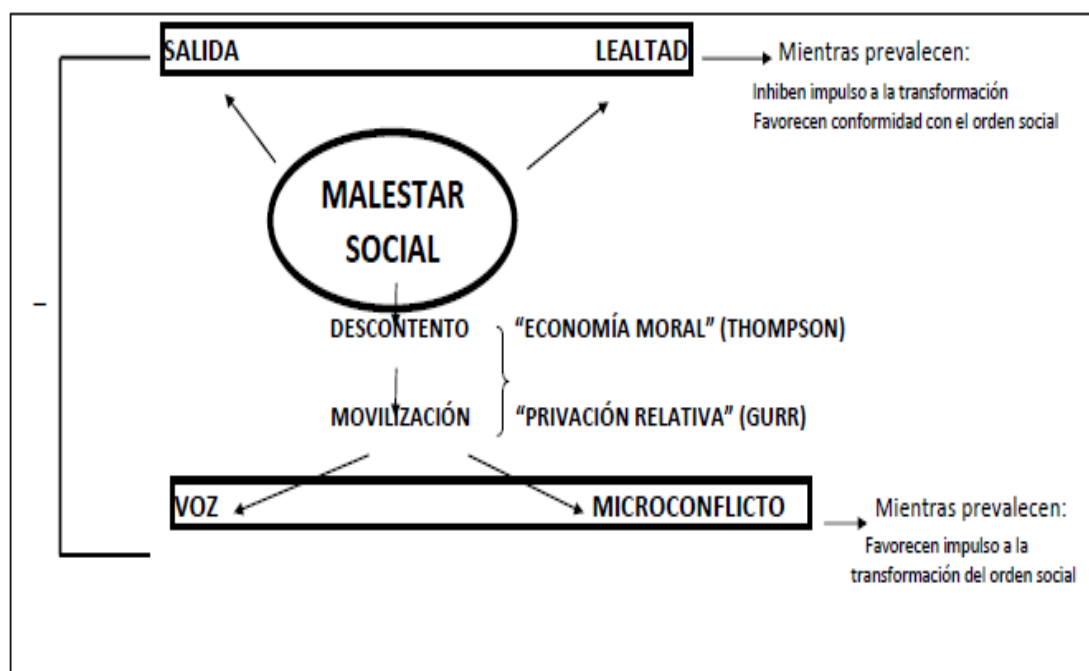 SALIDA LEALTAD
Mientras prevalecen:
Inhiben impulso a la transformación
Favorecen conformidad con el orden social
MALESTAR
SOCIAL
–
DESCONTENTO "ECONOMÍA MORAL" (THOMPSON)
MOVILIZACIÓN "PRIVACIÓN RELATIVA" (GURR)
VOZ MICROCONFLICTO
Mientras prevalecen:
Favorecen impulso a la
transformación del orden social